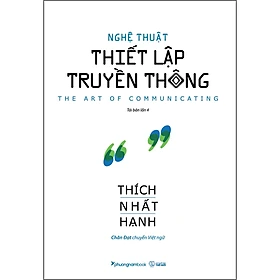 NGHỆ THUẬT
THIẾT LẬP
TRUYỀN THÔNG
THE ART OF COMMUNICATING
Tái bản lần 4
THÍCH
NHẤT
HẠNH
Chân Đạt chuyển Việt ngữ
phuongnambook